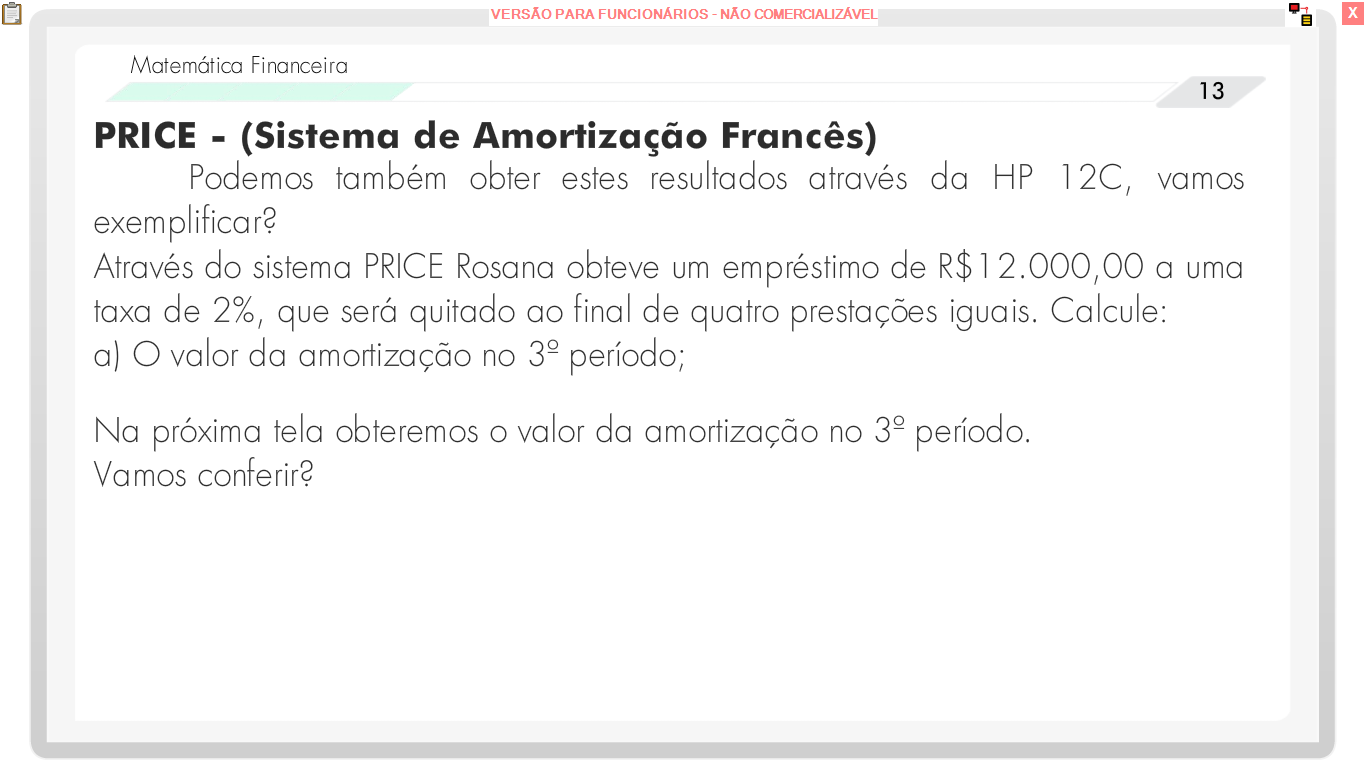 VERSÃO PARA FUNCIONÁRIOS - NÃO COMERCIALIZÁVEL
X
Matemática Financeira
13
PRICE - (Sistema de Amortização Francês)
Podemos também obter estes resultados através da HP 12C, vamos
exemplificar?
Através do sistema PRICE Rosana obteve um empréstimo de R$12.000,00 a uma
taxa de 2%, que será quitado ao final de quatro prestações iguais. Calcule:
a) O valor da amortização no 3º período;
Na próxima tela obteremos o valor da amortização no 3º período.
Vamos conferir?